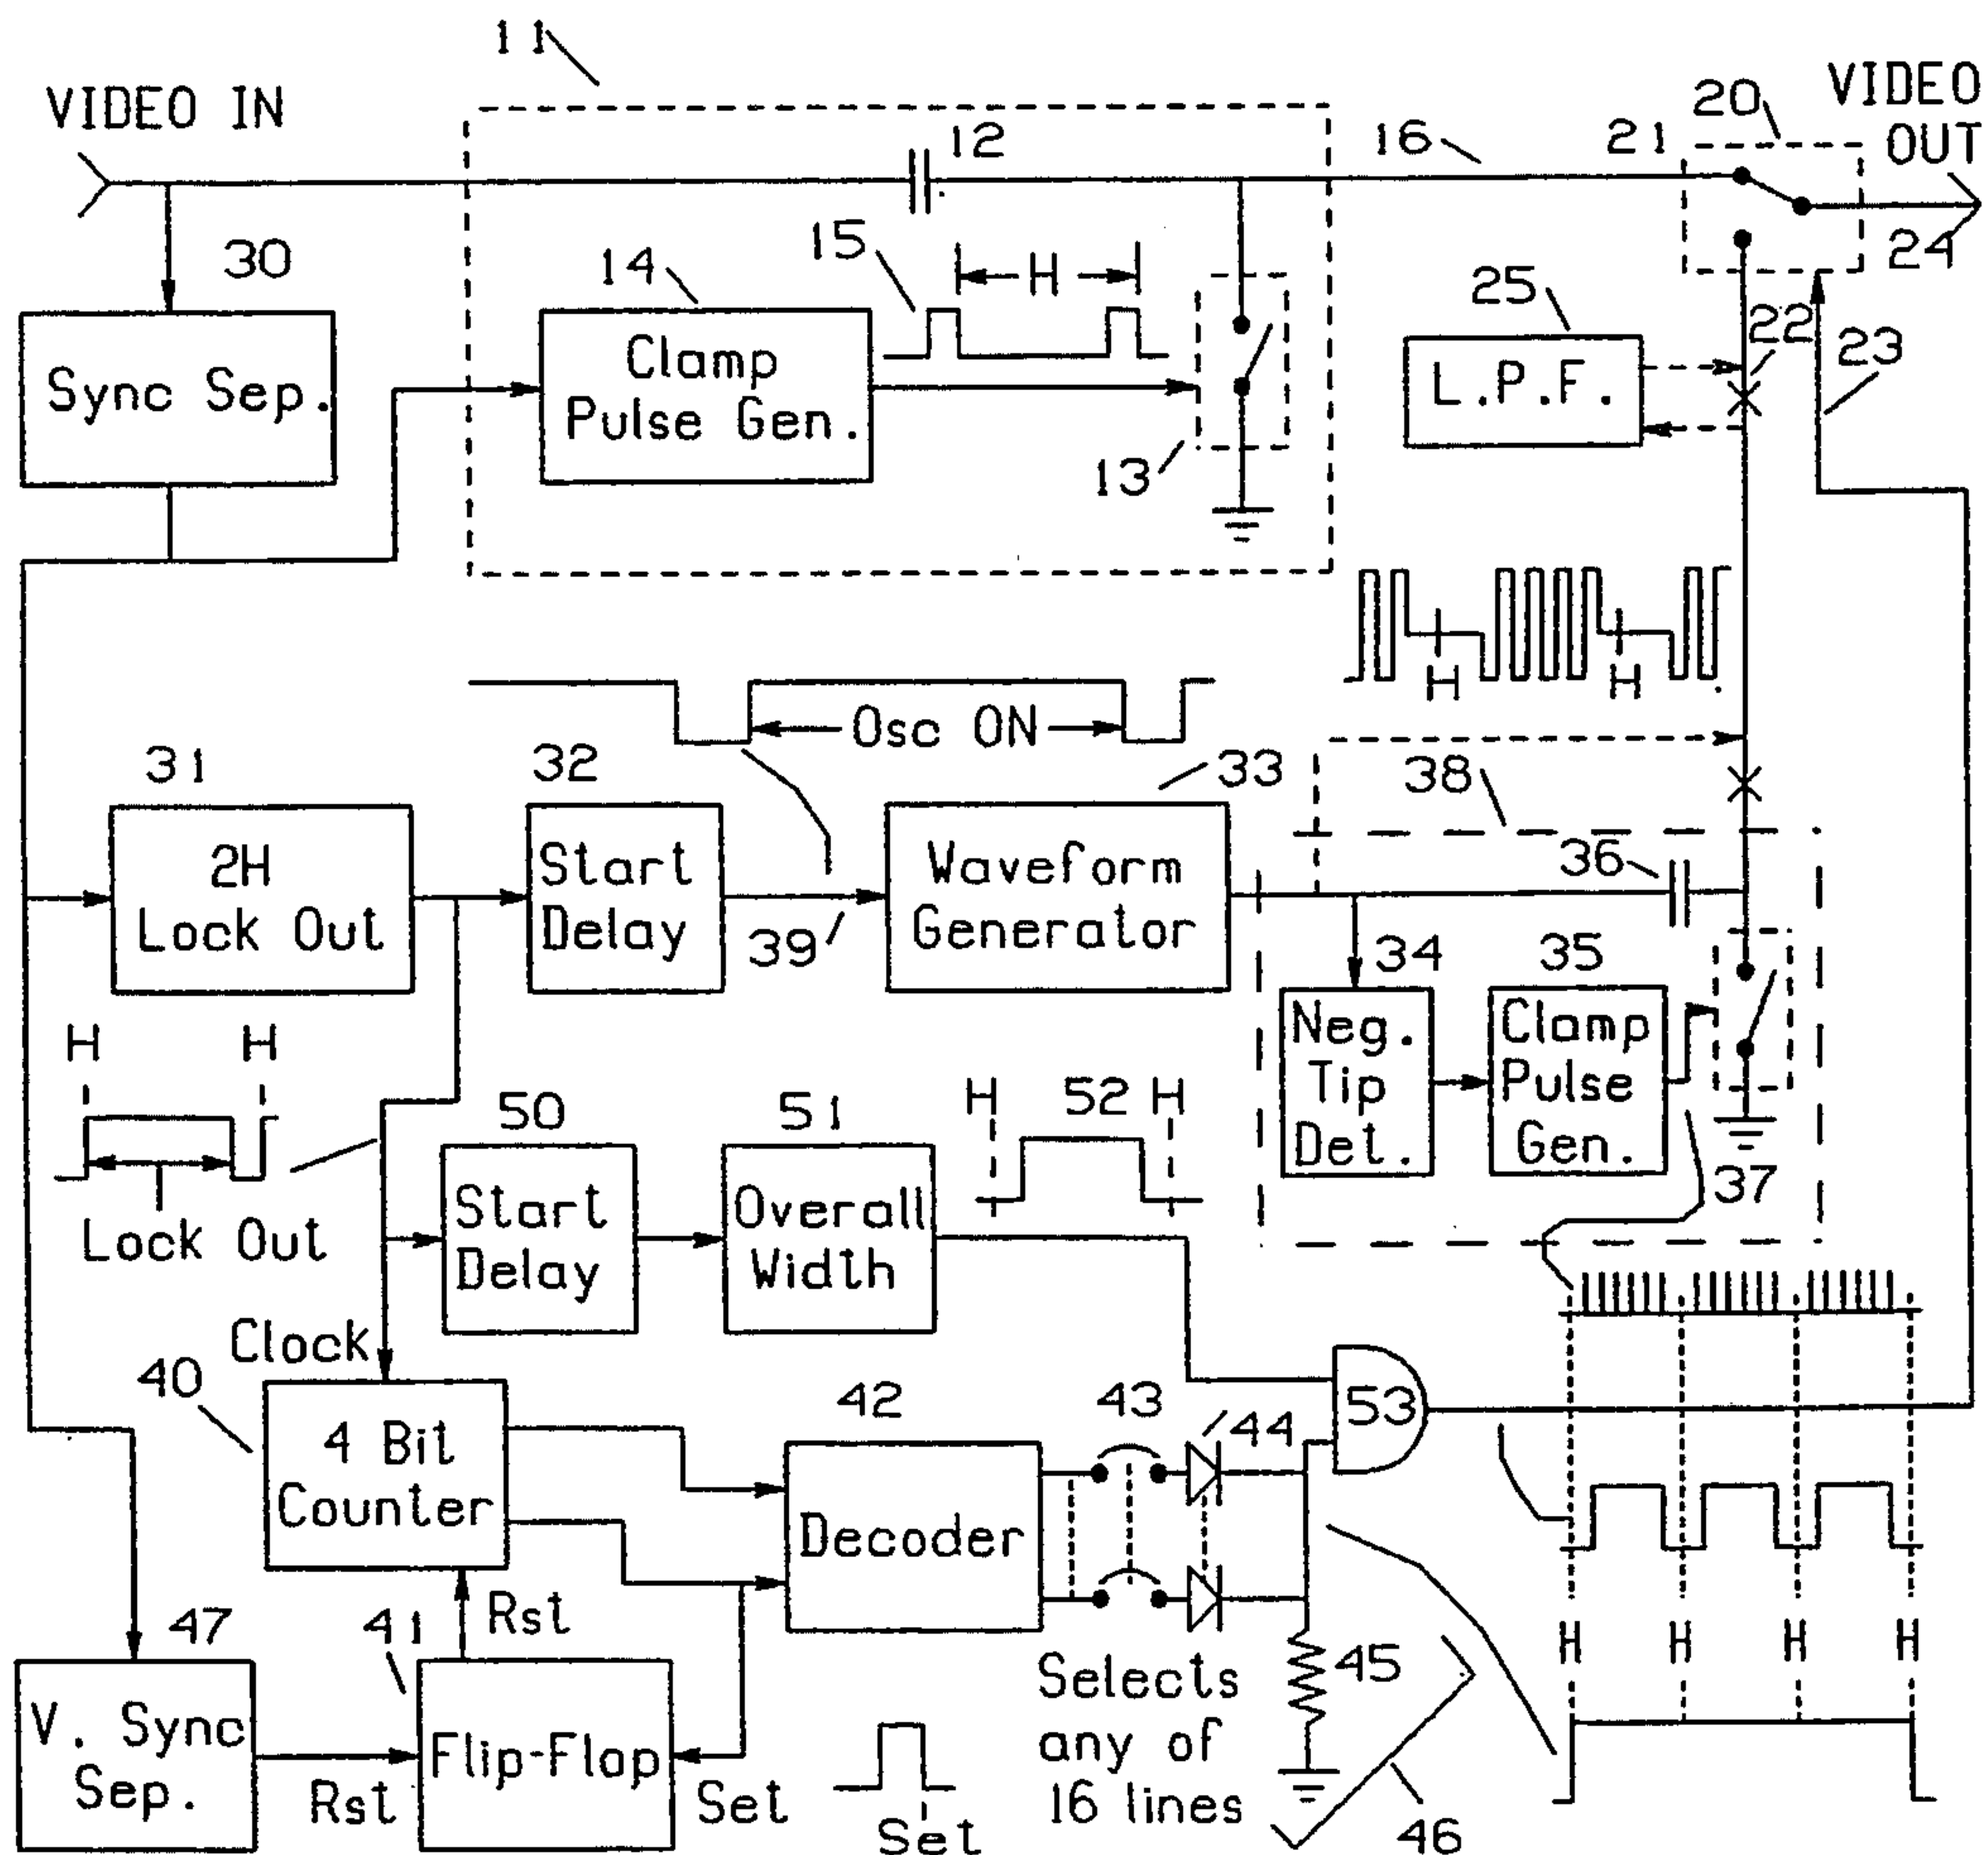 11
VIDEO IN
12
16
21
20
VIDEO
OUT
24
30
Sync Sep.
14
Clamp
Pulse Gen.
15
H
13
25
L.P.F.
22
23
H
H
Osc ON
31
2H
Lock Out
32
Start
Delay
39
33
Waveform
Generator
38
36
34
Neg.
Tip
Det.
35
Clamp
Pulse
Gen.
37
H
H
Lock Out
50
Start
Delay
51
Overall
Width
H
52
H
Clock
40
4 Bit
Counter
42
Decoder
43
44
53
Rst
47
V. Sync
Sep.
Rst
41
Flip-Flop
Set
Set
Selects
any of
16 lines
45
46
H
H
H
H